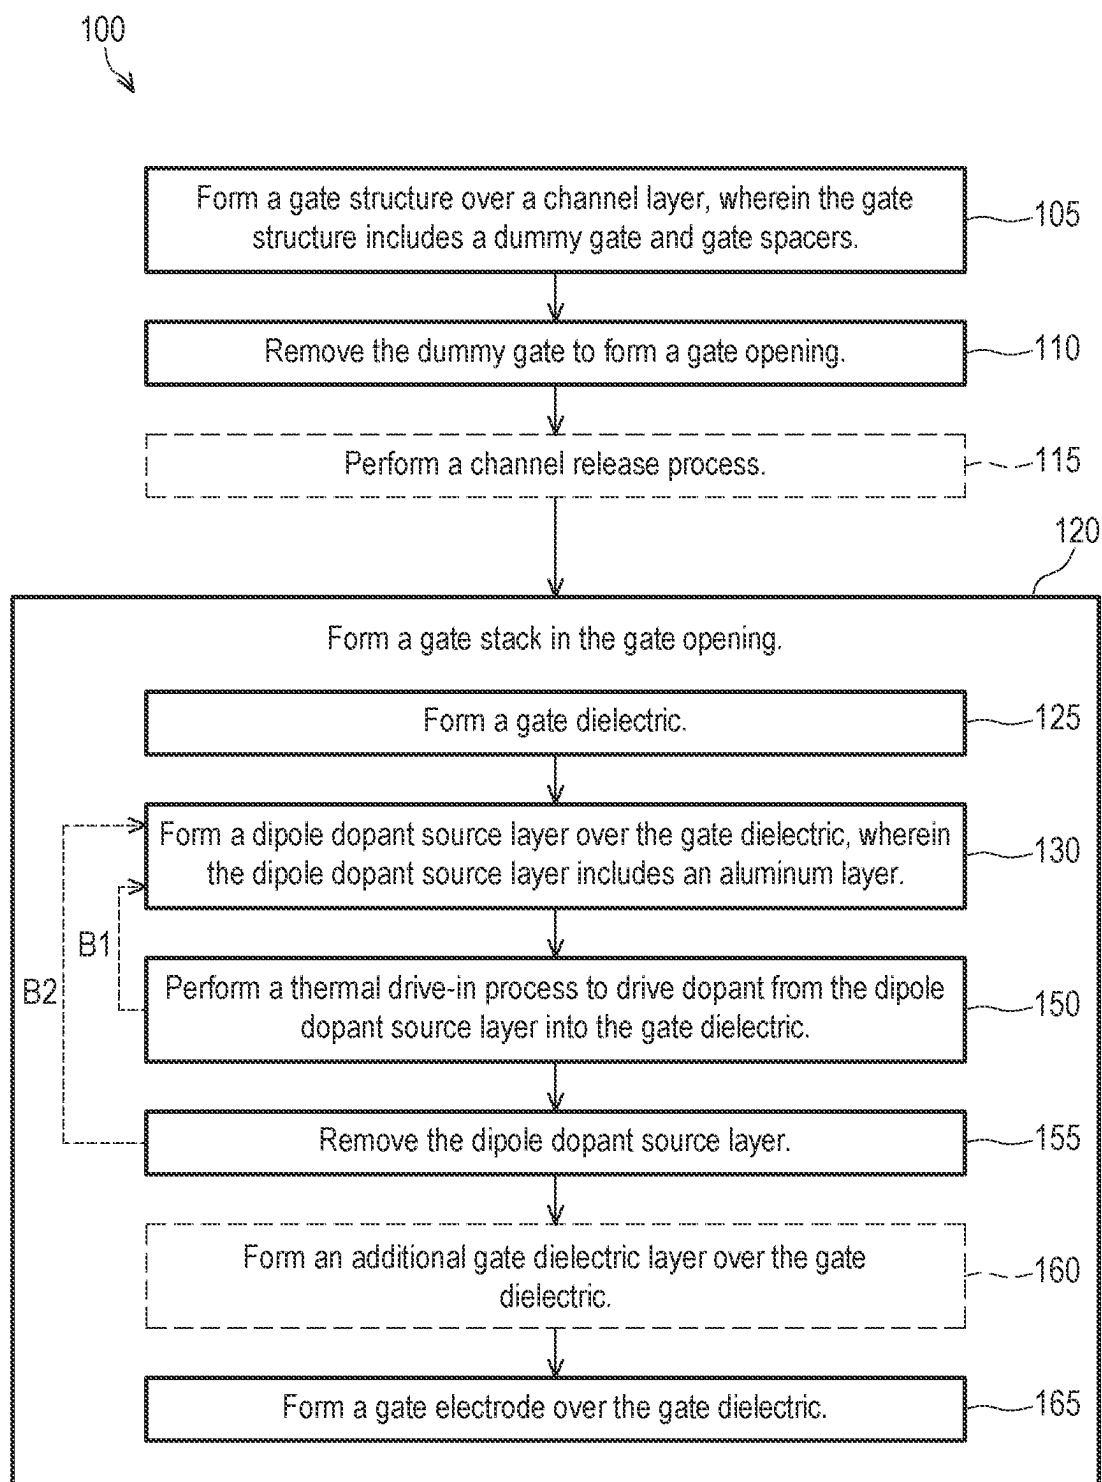 100
Form a gate structure over a channel layer, wherein the gate
structure includes a dummy gate and gate spacers.
105
Remove the dummy gate to form a gate opening.
110
Perform a channel release process.
115
120
Form a gate stack in the gate opening.
Form a gate dielectric.
125
Form a dipole dopant source layer over the gate dielectric, wherein
the dipole dopant source layer includes an aluminum layer.
130
B1
B2
Perform a thermal drive-in process to drive dopant from the dipole
dopant source layer into the gate dielectric.
150
Remove the dipole dopant source layer.
155
Form an additional gate dielectric layer over the gate
dielectric.
160
Form a gate electrode over the gate dielectric.
165